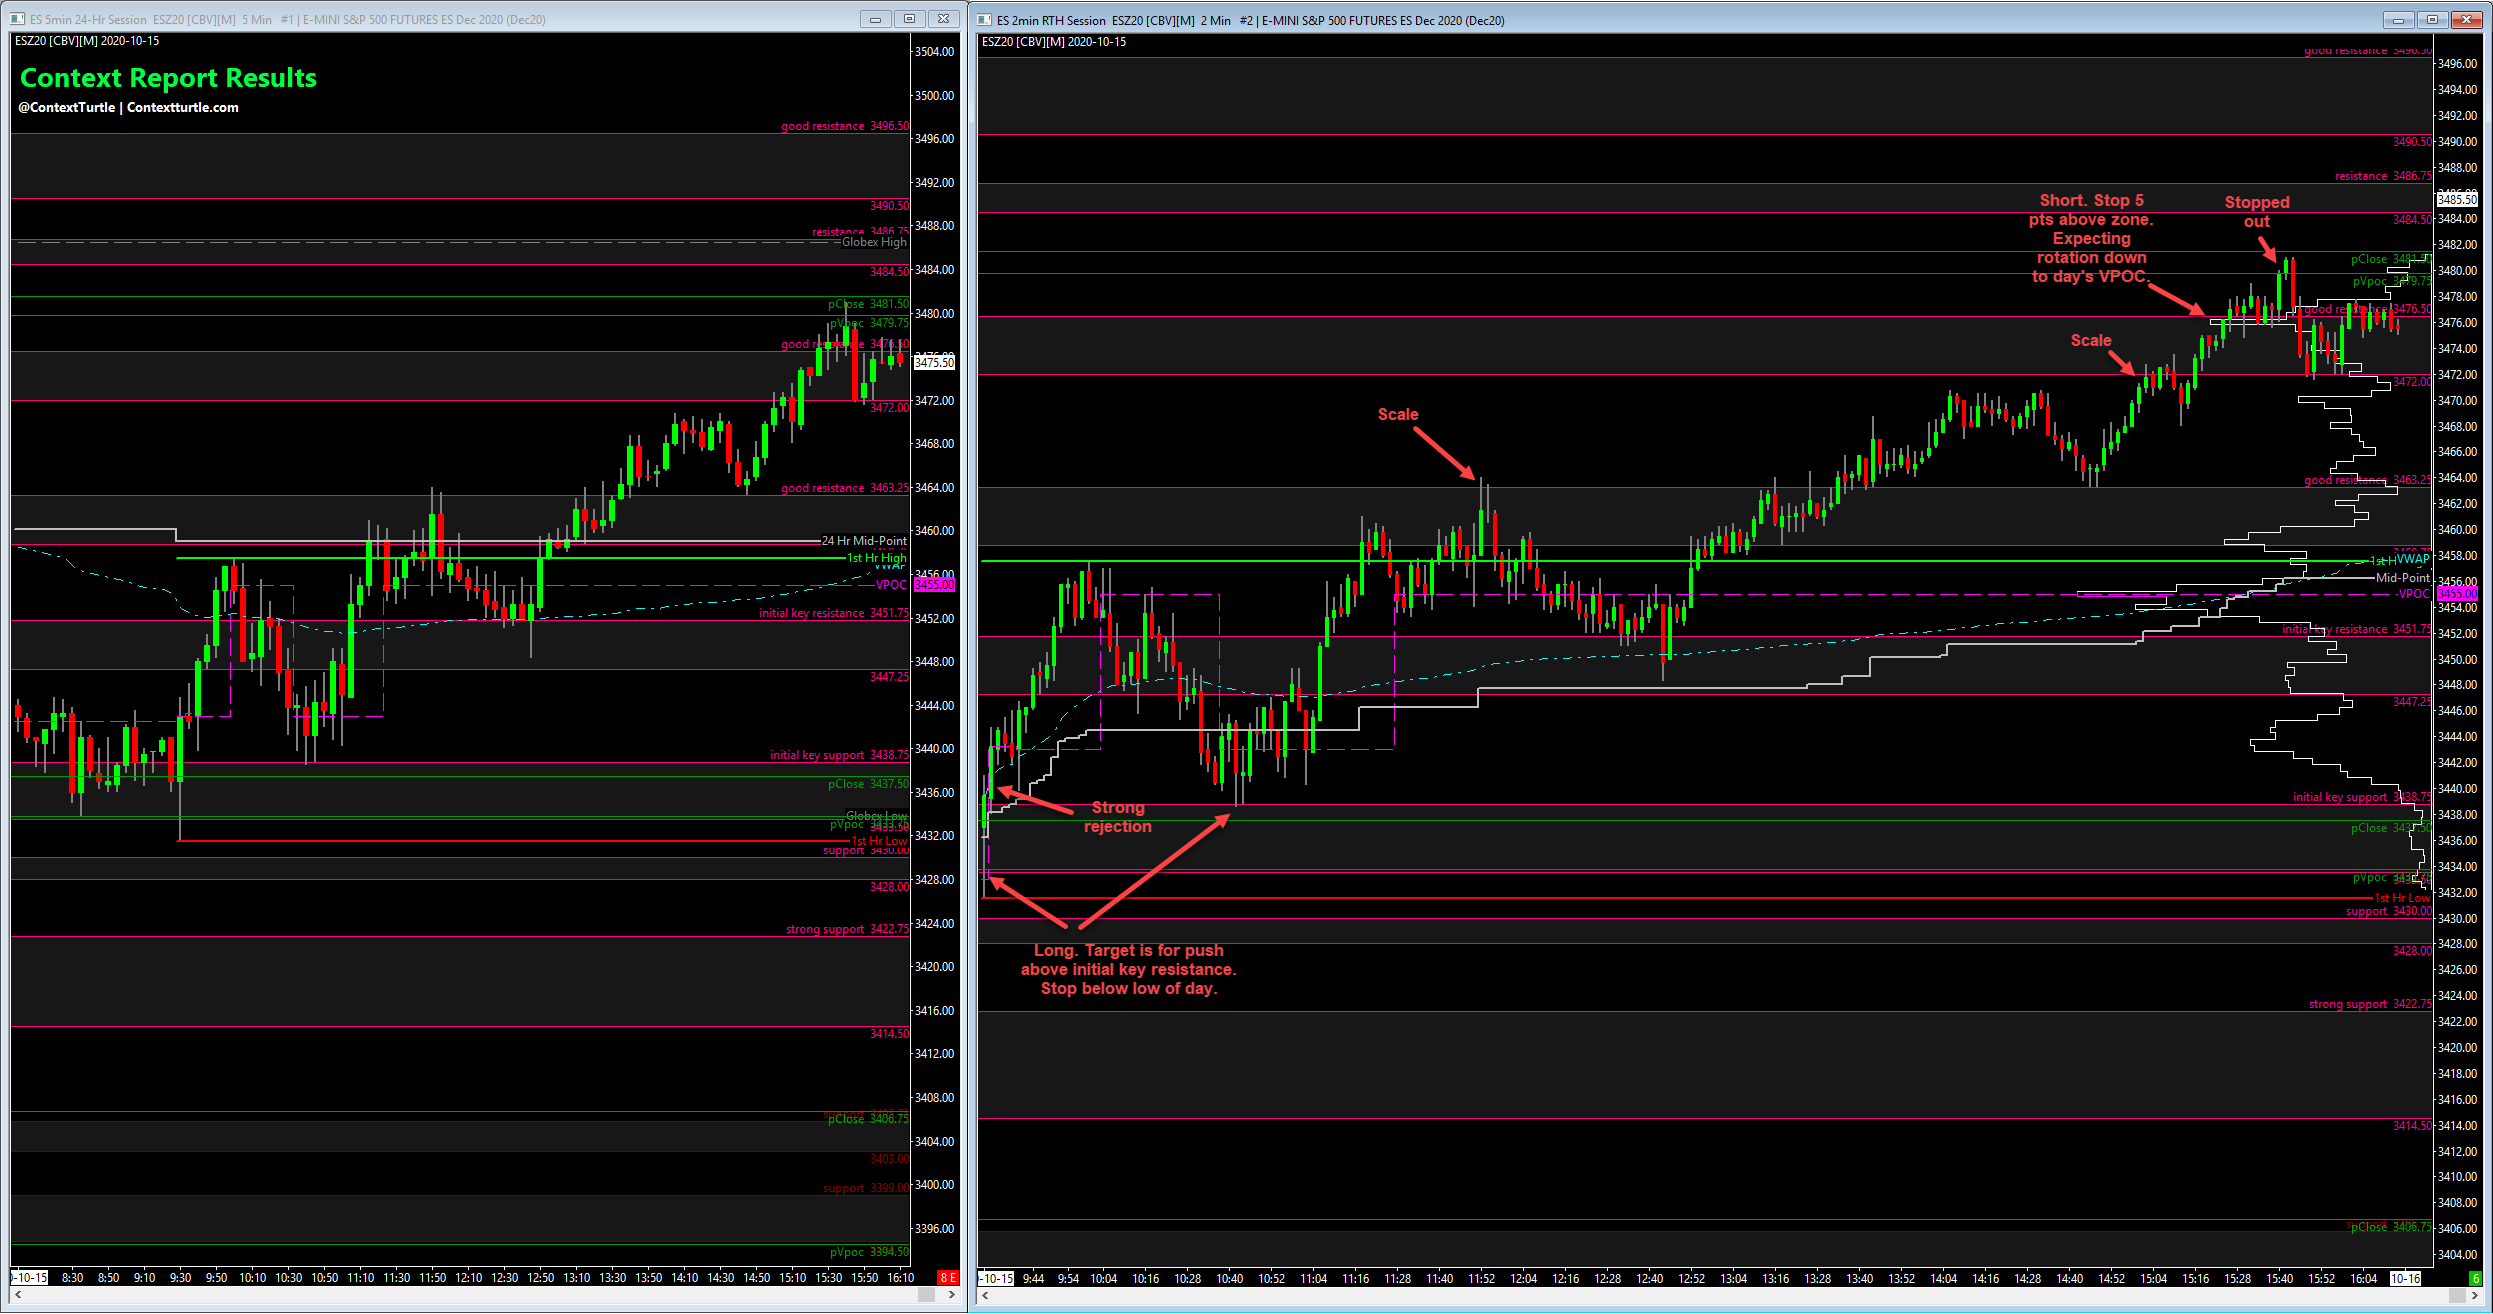 ES 5min 24-Hr Session ESZ20 [CBV][M] 5 Min #1 | E-MINI S&P 500 FUTURES ES Dec 2020 (Dec20)
ESZ20 [CBV][M] 2020-10-15
Context Report Results
@ContextTurtle | Contextturtle.com
good resistance 3496.50
3490.50
resistance 3486.75
Globex High
3484.50
pClose 3481.50
pVpoc 3479.75
good resistance 3476.50
3472.00
good resistance 3463.25
24 Hr Mid-Point
1st Hr High
VWAP
VPOC
initial key resistance 3451.75
3447.25
initial key support 3438.75
pClose 3437.50
Globex Low
pVpoc
1st Hr Low
support 3430.00
3428.00
strong support 3422.75
3414.50
pClose 3406.75
3403.00
support 3399.00
pVpoc 3394.50
3504.00
3500.00
3496.00
3492.00
3488.00
3484.00
3480.00
3475.50
3472.00
3468.00
3464.00
3460.00
3456.00
3455.00
3452.00
3448.00
3444.00
3440.00
3436.00
3432.00
3428.00
3424.00
3420.00
3416.00
3412.00
3408.00
3404.00
3400.00
3396.00
-10-15 8:30 8:50 9:10 9:30 9:50 10:10 10:30 10:50 11:10 11:30 11:50 12:10 12:30 12:50 13:10 13:30 13:50 14:10 14:30 14:50 15:10 15:30 15:50 16:10 8 E
ES 2min RTH Session ESZ20 [CBV][M] 2 Min #2 | E-MINI S&P 500 FUTURES ES Dec 2020 (Dec20)
ESZ20 [CBV][M] 2020-10-15
good resistance 3496.50
3490.50
resistance 3486.75
3484.50
pClose 3481.50
pVpoc 3479.75
good resistance 3476.50
3472.00
good resistance 3463.25
1st H
VWAP
Mid-Point
VPOC
initial key resistance 3451.75
3447.25
initial key support 3438.75
pClose 3437.50
pVpoc
1st Hr Low
support 3430.00
3428.00
strong support 3422.75
3414.50
pClose 3406.75
Short. Stop 5
pts above zone.
Expecting
rotation down
to day's VPOC.
Stopped
out
Scale
Scale
Strong
rejection
Long. Target is for push
above initial key resistance.
Stop below low of day.
3496.00
3494.00
3492.00
3490.00
3488.00
3485.50
3484.00
3482.00
3480.00
3478.00
3476.00
3474.00
3472.00
3470.00
3468.00
3466.00
3464.00
3462.00
3460.00
3458.00
3456.00
3455.00
3454.00
3452.00
3450.00
3448.00
3446.00
3444.00
3442.00
3440.00
3438.00
3436.00
3434.00
3432.00
3430.00
3428.00
3426.00
3424.00
3422.00
3420.00
3418.00
3416.00
3414.00
3412.00
3410.00
3408.00
3406.00
3404.00
-10-15 9:44 9:54 10:04 10:16 10:28 10:40 10:52 11:04 11:16 11:28 11:40 11:52 12:04 12:16 12:28 12:40 12:52 13:04 13:16 13:28 13:40 13:52 14:04 14:16 14:28 14:40 14:52 15:04 15:16 15:28 15:40 15:52 16:04 10-16 6